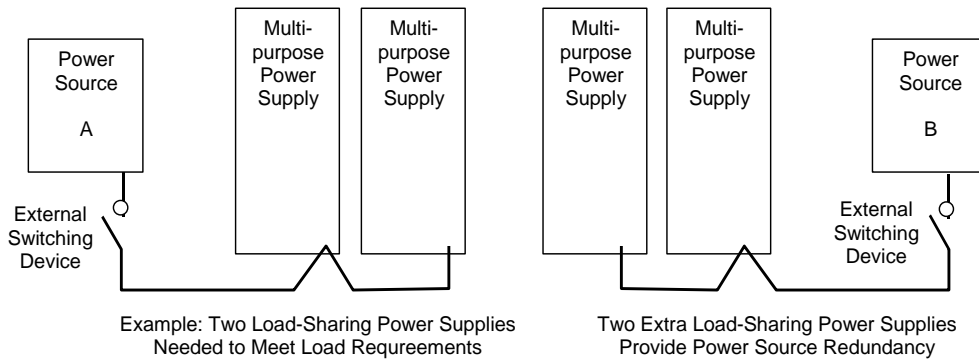 Power
Source
A
External
Switching
Device
Multi-
purpose
Power
Supply
Multi-
purpose
Power
Supply
Example: Two Load-Sharing Power Supplies
Needed to Meet Load Requreements
Multi-
purpose
Power
Supply
Multi-
purpose
Power
Supply
Power
Source
B
External
Switching
Device
Two Extra Load-Sharing Power Supplies
Provide Power Source Redundancy